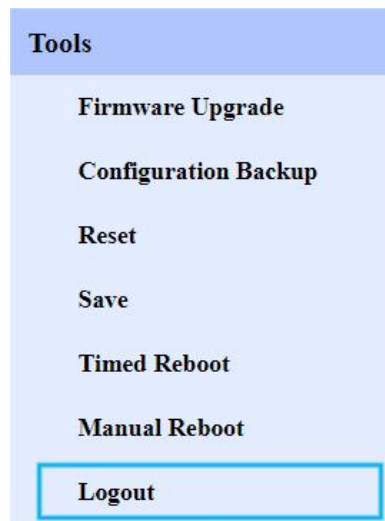 Tools
Firmware Upgrade
Configuration Backup
Reset
Save
Timed Reboot
Manual Reboot
Logout